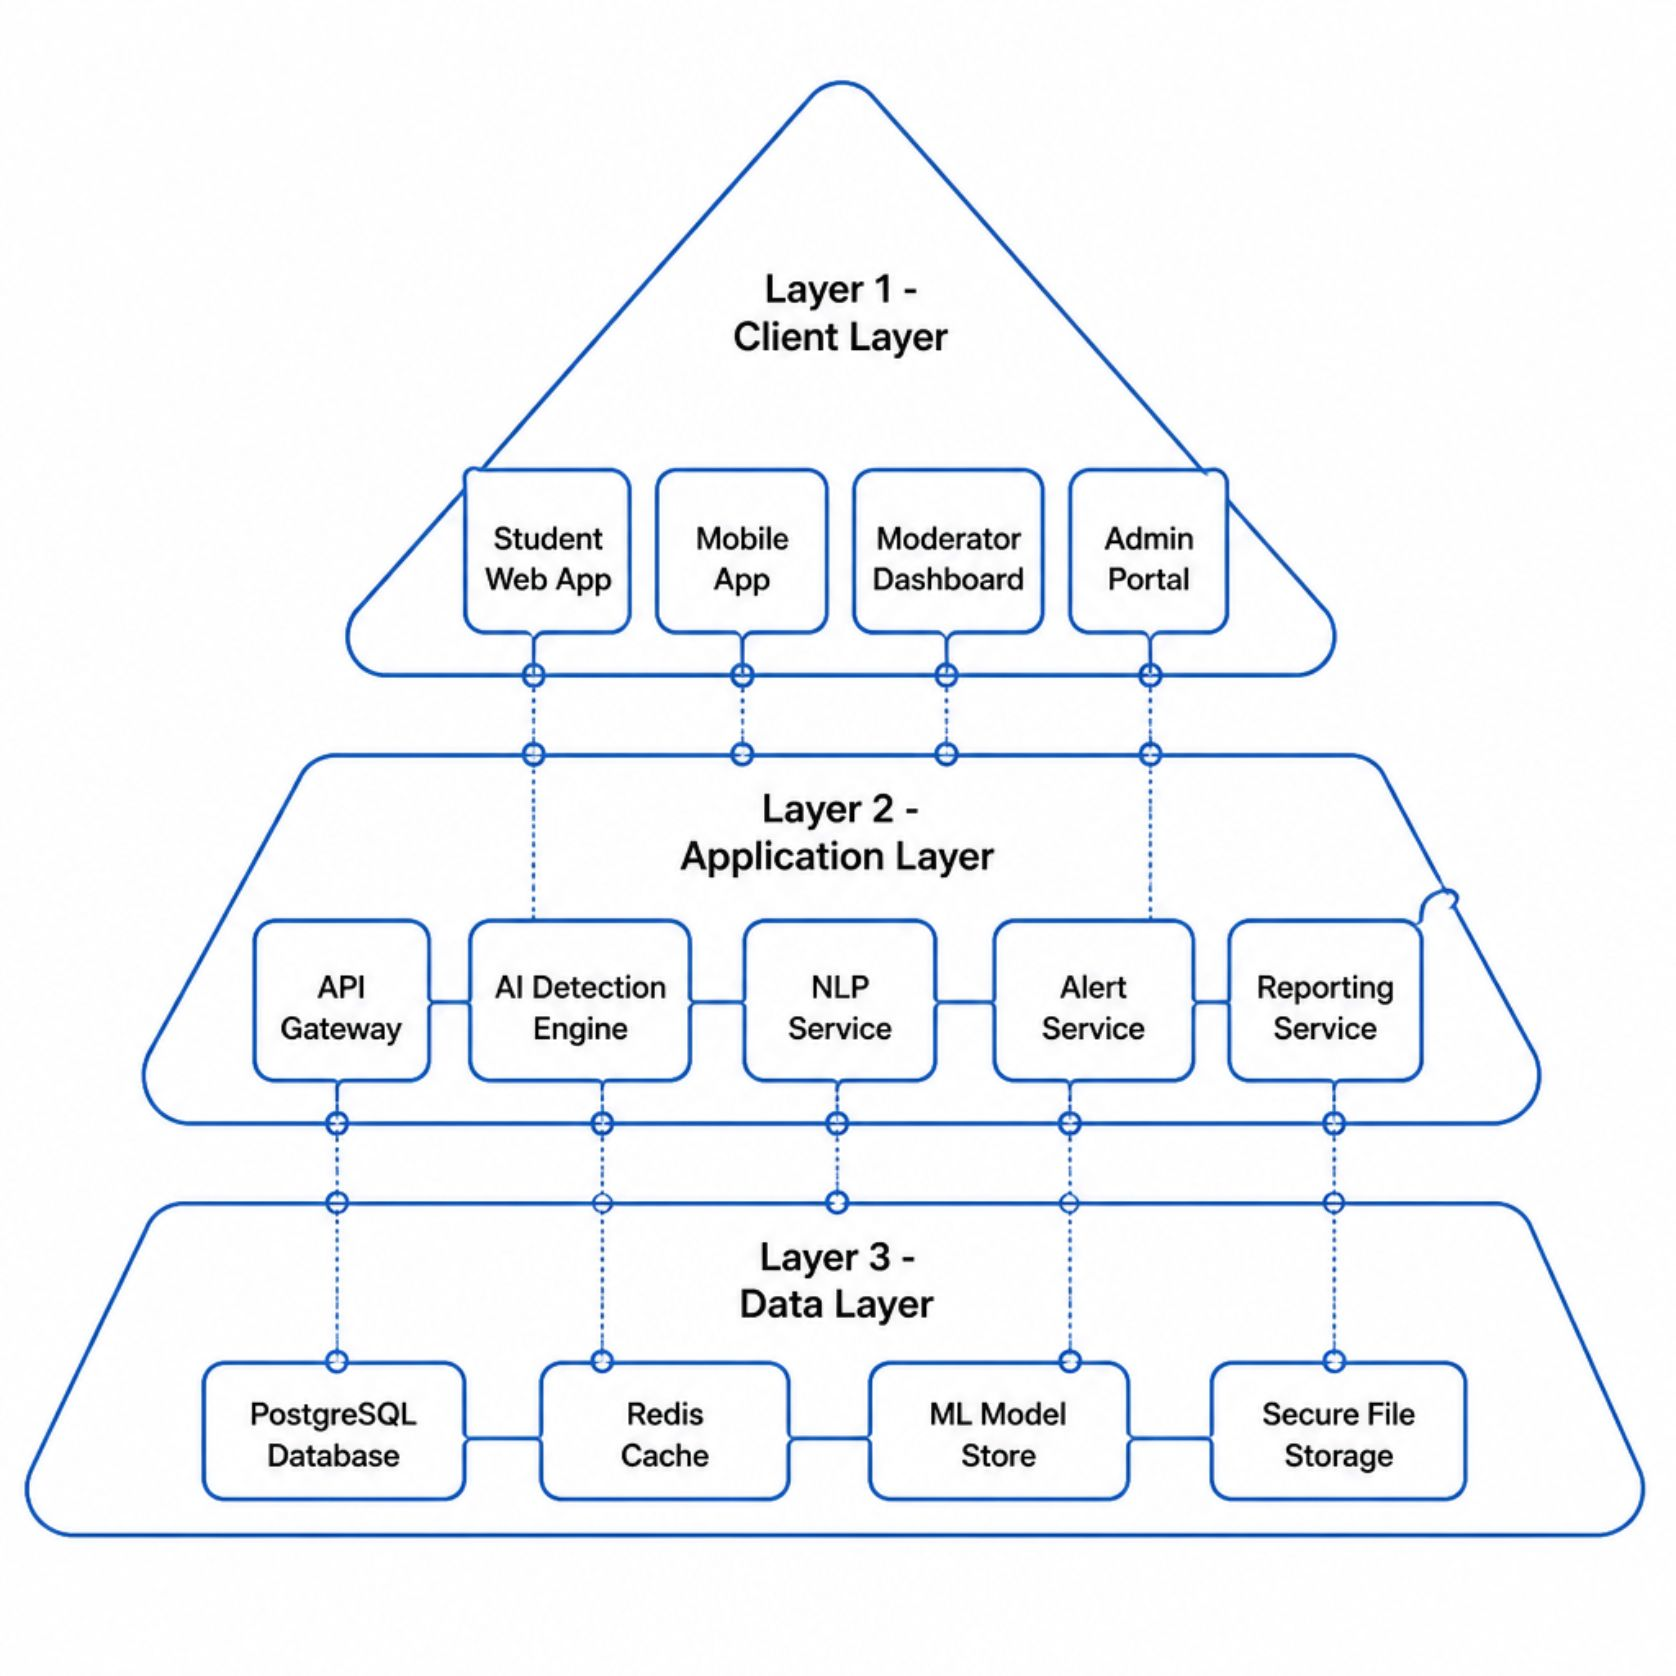 Layer 1 -
Client Layer
Student
Web App
Mobile
App
Moderator
Dashboard
Admin
Portal
Layer 2 -
Application Layer
API
Gateway
AI Detection
Engine
NLP
Service
Alert
Service
Reporting
Service
Layer 3 -
Data Layer
PostgreSQL
Database
Redis
Cache
ML Model
Store
Secure File
Storage